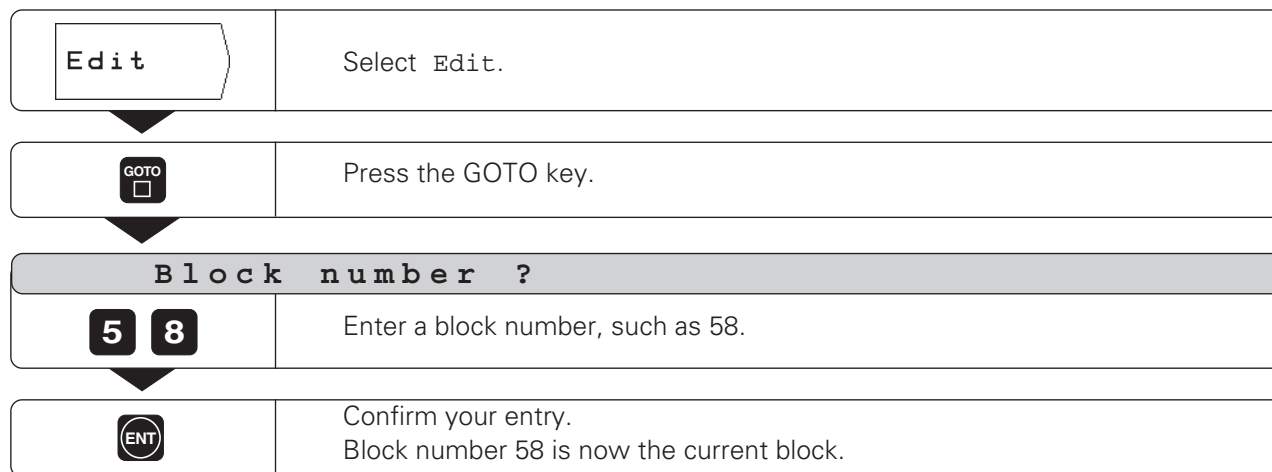 Edit
Select Edit.
GOTO
Press the GOTO key.
Block number ?
5 8
Enter a block number, such as 58.
ENT
Confirm your entry.
Block number 58 is now the current block.